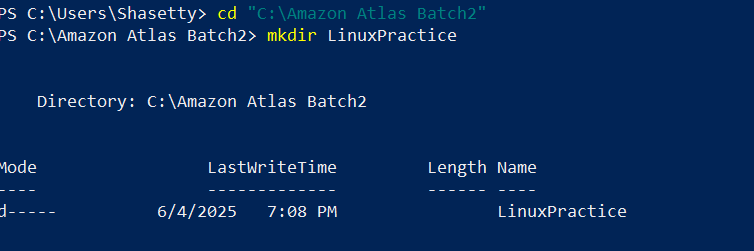 PS C:\Users\Shasetty> cd "C:\Amazon Atlas Batch2"
PS C:\Amazon Atlas Batch2> mkdir LinuxPractice
Directory: C:\Amazon Atlas Batch2
Mode LastWriteTime Length Name
---- ------------- ------ ----
d----- 6/4/2025 7:08 PM LinuxPractice